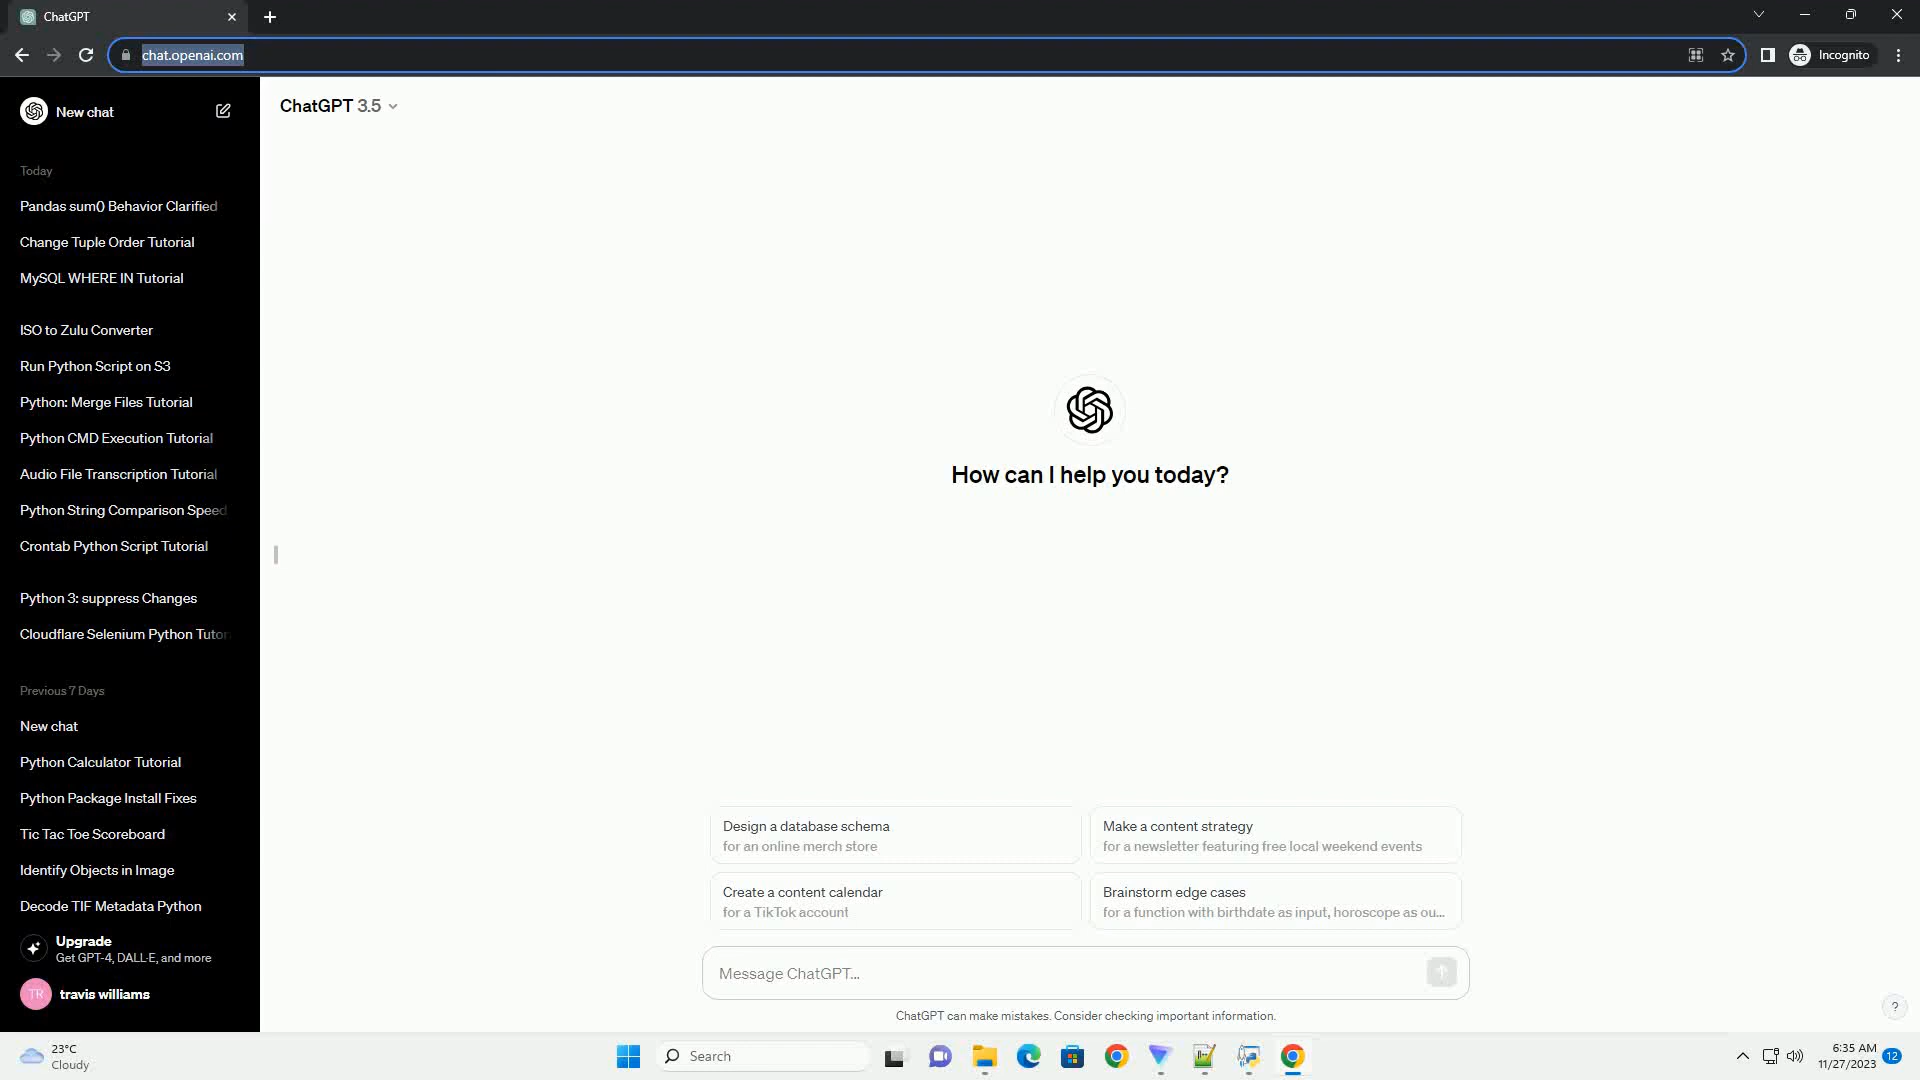 ChatGPT
chat.openai.com
Incognito
New chat
ChatGPT 3.5
Today
Pandas sum() Behavior Clarified
Change Tuple Order Tutorial
MySQL WHERE IN Tutorial
ISO to Zulu Converter
Run Python Script on S3
Python: Merge Files Tutorial
Python CMD Execution Tutorial
Audio File Transcription Tutorial
Python String Comparison Speed
Crontab Python Script Tutorial
Python 3: suppress Changes
Cloudflare Selenium Python Tutor
Previous 7 Days
New chat
Python Calculator Tutorial
Python Package Install Fixes
Tic Tac Toe Scoreboard
Identify Objects in Image
Decode TIF Metadata Python
Upgrade
Get GPT-4, DALL·E, and more
TR
travis williams
How can I help you today?
Design a database schema
for an online merch store
Make a content strategy
for a newsletter featuring free local weekend events
Create a content calendar
for a TikTok account
Brainstorm edge cases
for a function with birthdate as input, horoscope as ou...
Message ChatGPT...
ChatGPT can make mistakes. Consider checking important information.
?
23°C
Cloudy
Search
6:35 AM
11/27/2023
12